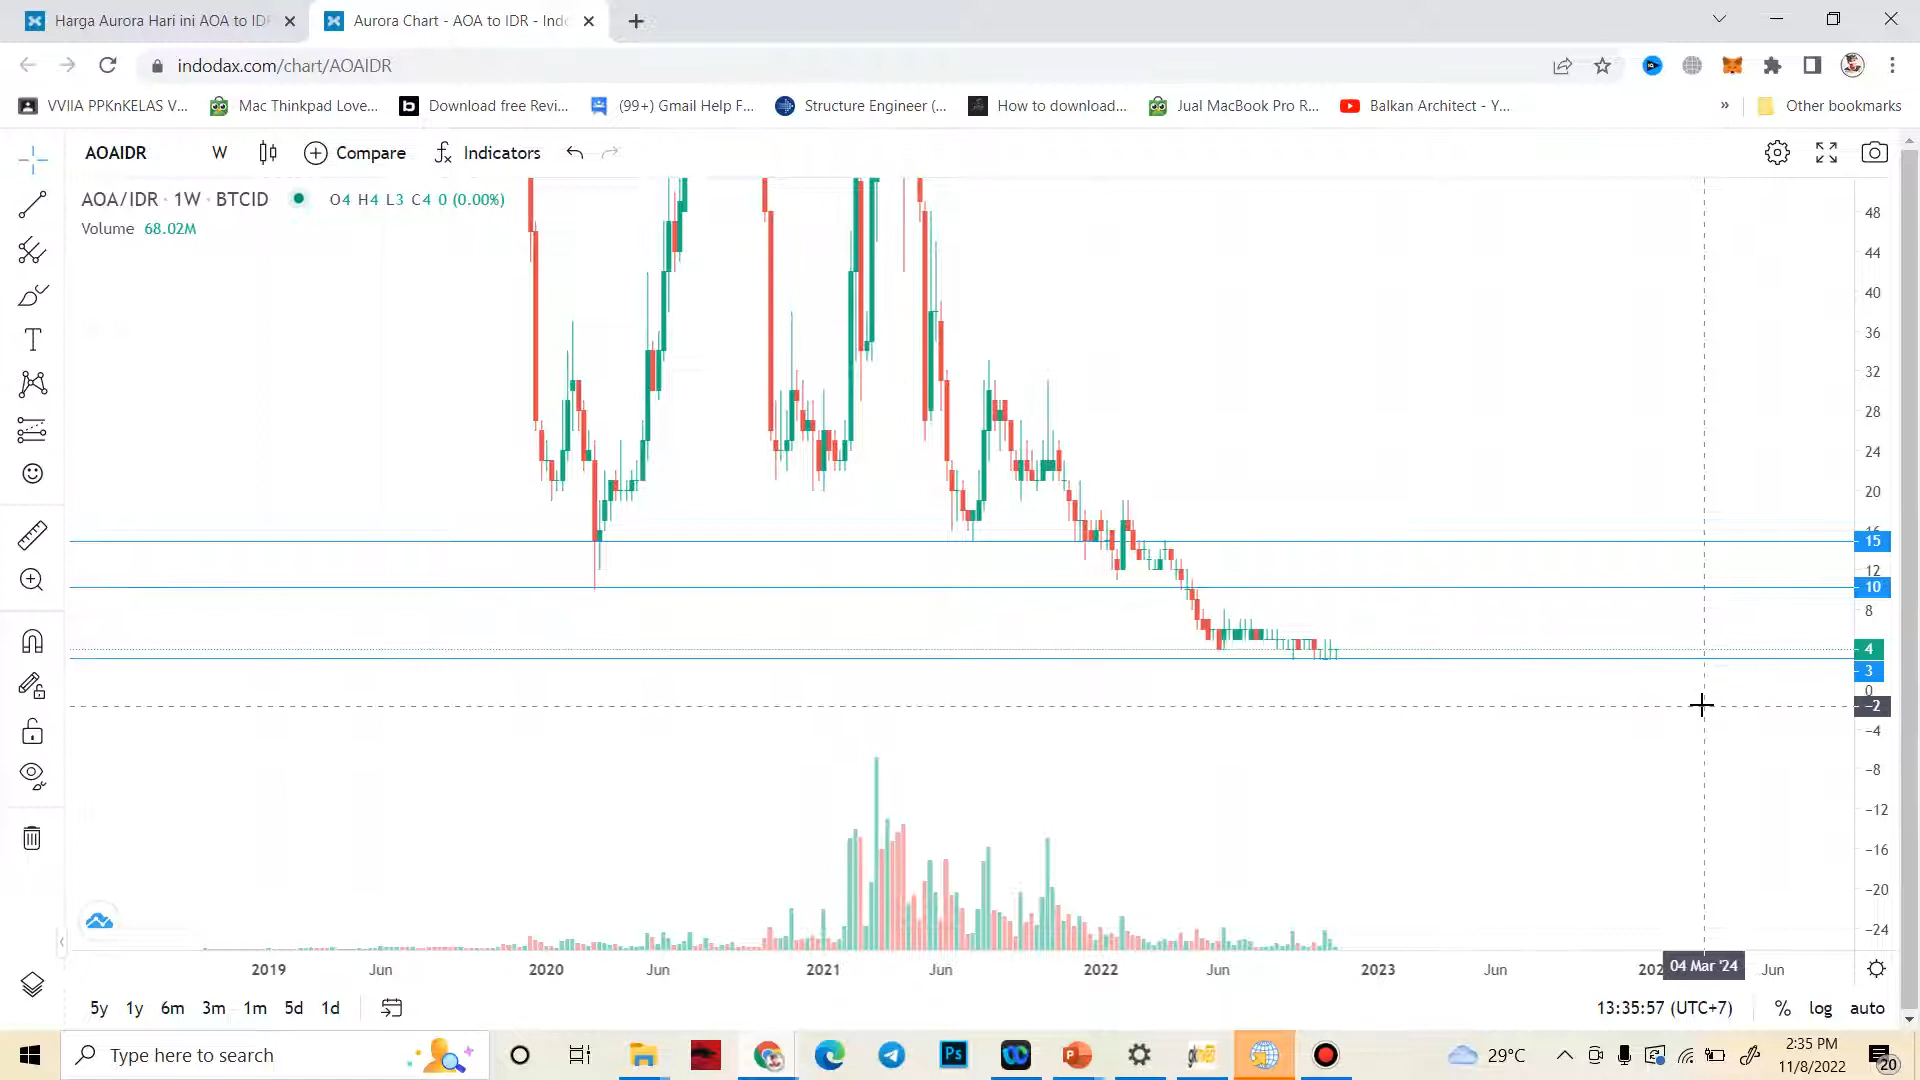 Harga Aurora Hari ini AOA to ID
Aurora Chart - AOA to IDR - Indo
indodax.com/chart/AOAIDR
VVIIA PPKnKELAS V...
Mac Thinkpad Love...
Download free Revi...
(99+) Gmail Help F...
Structure Engineer (...
How to download...
Jual MacBook Pro R...
Balkan Architect - Y...
»
Other bookmarks
AOAIDR
W
Compare
Indicators
AOA/IDR · 1W · BTCID
O4 H4 L3 C4 0 (0.00%)
Volume 68.02M
48
44
40
36
32
28
24
20
16
15
12
10
8
4
3
0
−2
−4
−8
−12
−16
−20
−24
2019
Jun
2020
Jun
2021
Jun
2022
Jun
2023
Jun
04 Mar '24
Jun
5y
1y
6m
3m
1m
5d
1d
13:35:57 (UTC+7)
%
log
auto
Type here to search
Ps
29°C
2:35 PM
11/8/2022
20